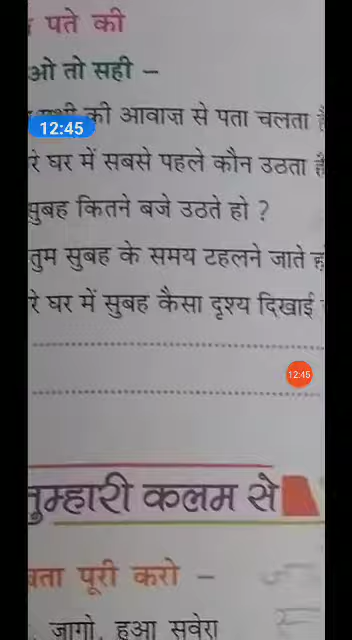 पते की
ओ तो सही –
की आवाज़ से पता चलता
12:45
रे घर में सबसे पहले कौन उठता
सुबह कितने बजे उठते हो ?
तुम सुबह के समय टहलने जाते
रे घर में सुबह कैसा दृश्य दिखाई
12:45
तुम्हारी कलम से
पूरी करो –
जागो, हुआ सवेरा